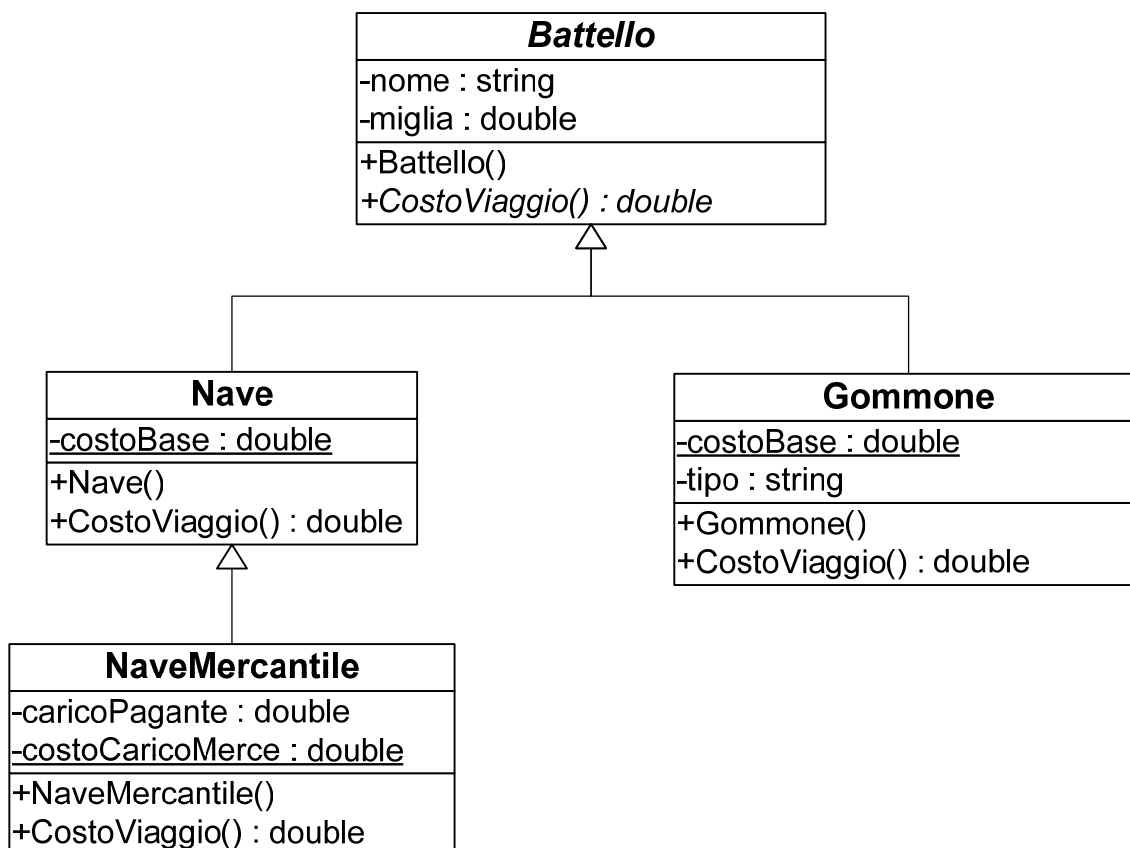 Battello
-nome : string
-miglia : double
+Battello()
+CostoViaggio() : double
Nave
-costoBase : double
+Nave()
+CostoViaggio() : double
Gommone
-costoBase : double
-tipo : string
+Gommone()
+CostoViaggio() : double
NaveMercantile
-caricoPagante : double
-costoCaricoMerce : double
+NaveMercantile()
+CostoViaggio() : double